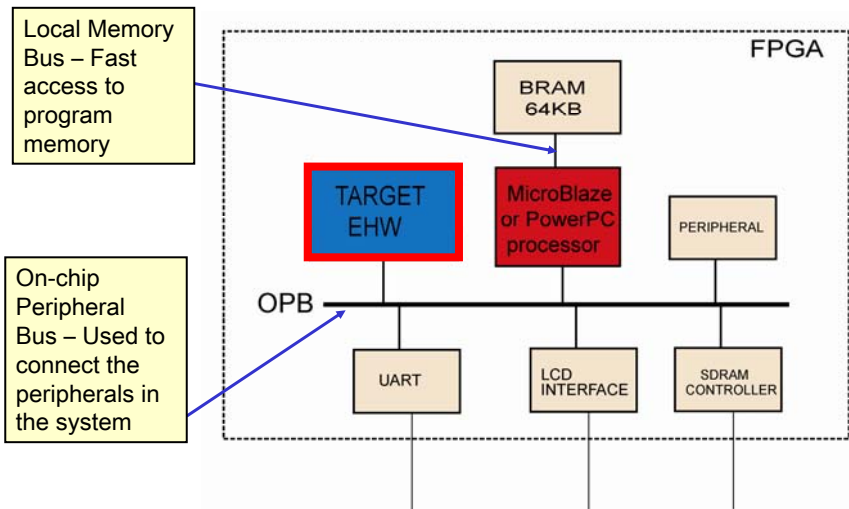 Local Memory
Bus – Fast
access to
program
memory
FPGA
BRAM
64KB
TARGET
EHW
MicroBlaze
or PowerPC
processor
PERIPHERAL
On-chip
Peripheral
Bus – Used to
connect the
peripherals in
the system
OPB
UART
LCD
INTERFACE
SDRAM
CONTROLLER